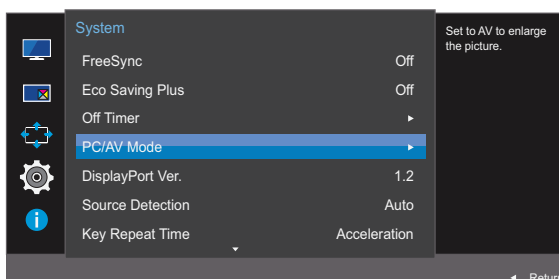 System
FreeSync Off
Eco Saving Plus Off
Off Timer
PC/AV Mode
DisplayPort Ver. 1.2
Source Detection Auto
Key Repeat Time Acceleration
Set to AV to enlarge
the picture.
Return